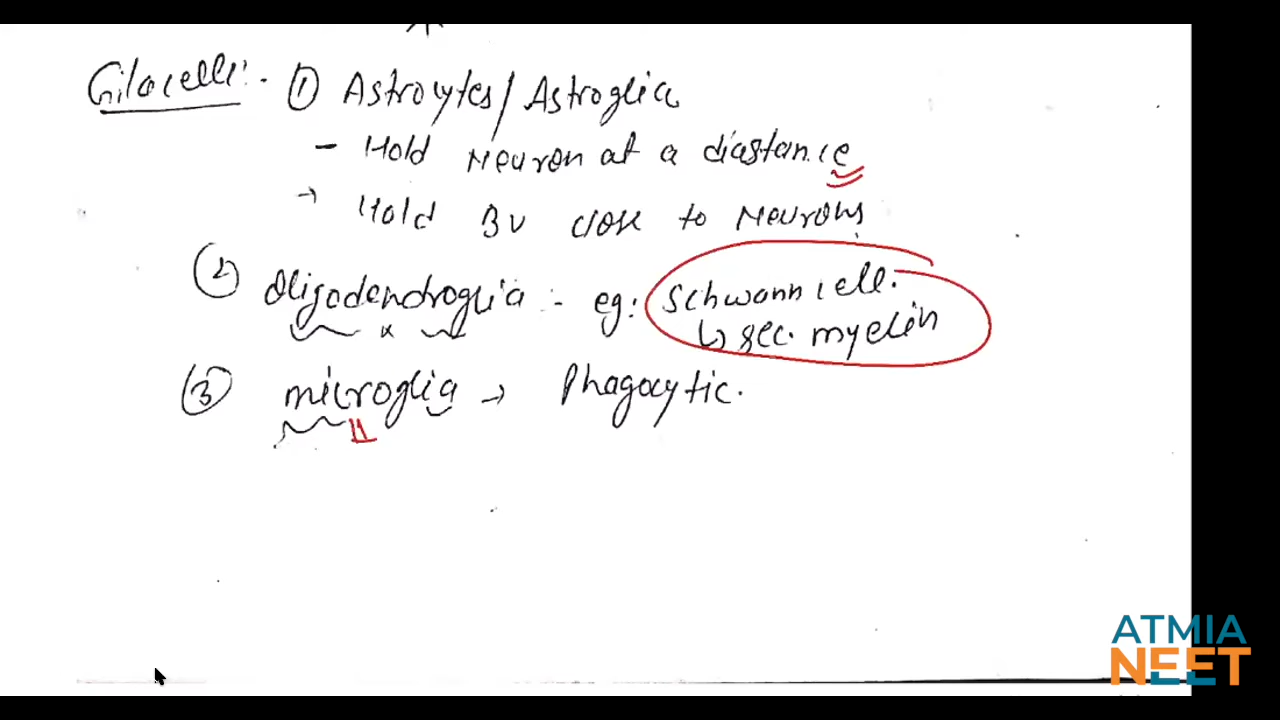 Gilacells:- ① Astrocytes/Astroglia
- Hold Neuron at a diastance
→ Hold BV close to Neurons
② Oligodendroglia :- eg: Schwann cell.
↳ sec. myelin
③ microglia → Phagocytic.
ATMIA
NEET